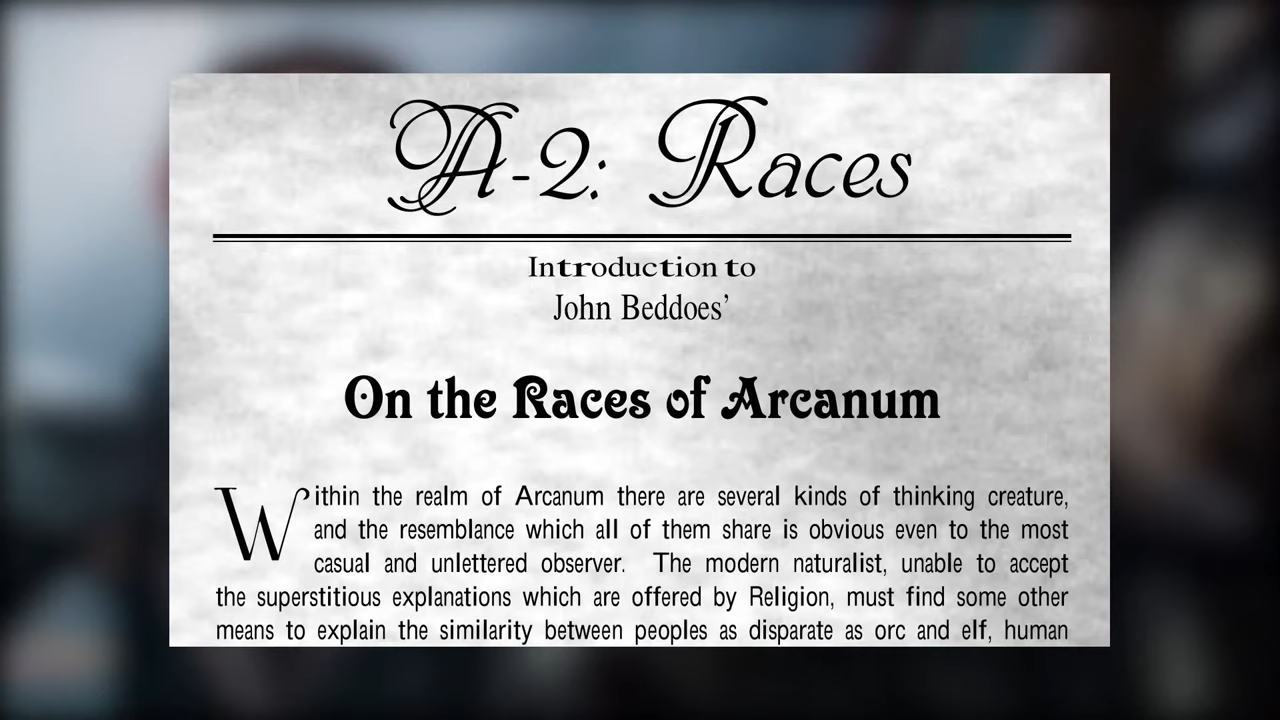 A-2: Races
Introduction to
John Beddoes’
On the Races of Arcanum
Within the realm of Arcanum there are several kinds of thinking creature,
and the resemblance which all of them share is obvious even to the most
casual and unlettered observer. The modern naturalist, unable to accept
the superstitious explanations which are offered by Religion, must find some other
means to explain the similarity between peoples as disparate as orc and elf, human